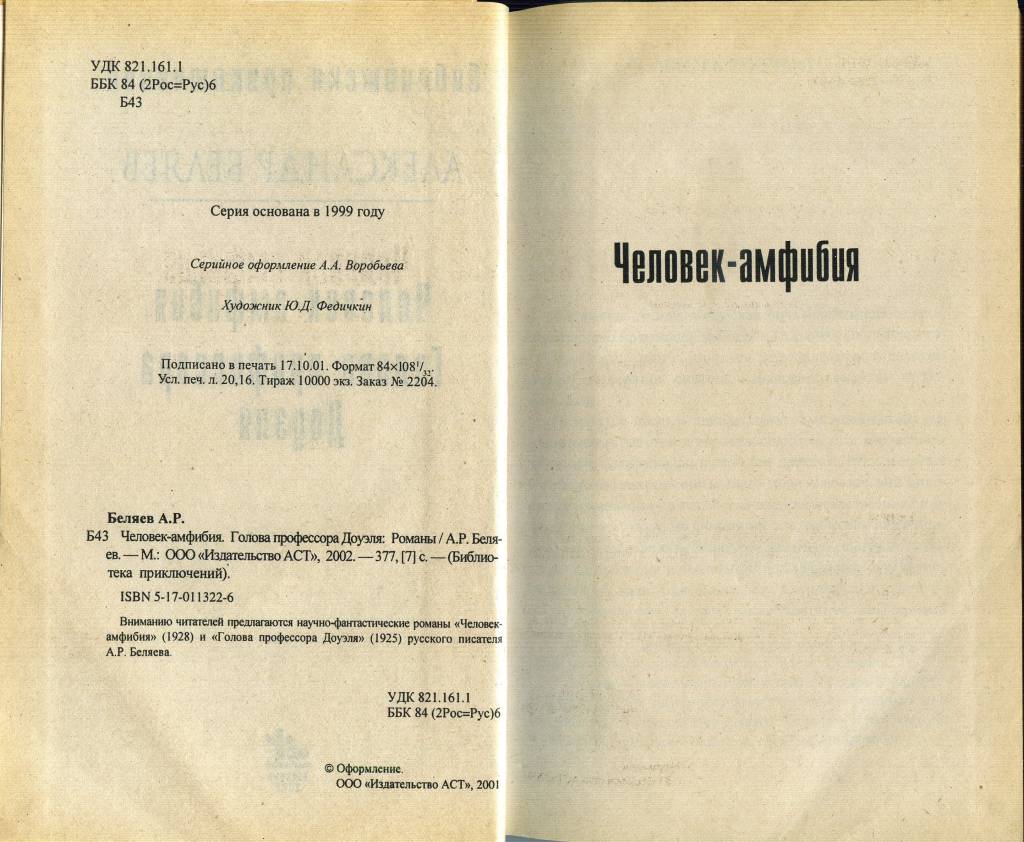 УДК 821.161.1
ББК 84 (2Рос=Рус)6
Б43
Серия основана в 1999 году
Серийное оформление А.А. Воробьева
Художник Ю.Д. Федичкин
Подписано в печать 17.10.01. Формат 84×108 1/32.
Усл. печ. л. 20,16. Тираж 10000 экз. Заказ № 2204.
Беляев А.Р.
Б43 Человек-амфибия. Голова профессора Доуэля: Романы / А.Р. Беля-
ев. — М.: ООО «Издательство АСТ», 2002. — 377, [7] с. — (Библио-
тека приключений).
ISBN 5-17-011322-6
Вниманию читателей предлагаются научно-фантастические романы «Человек-
амфибия» (1928) и «Голова профессора Доуэля» (1925) русского писателя
А.Р. Беляева.
УДК 821.161.1
ББК 84 (2Рос=Рус)6
© Оформление.
ООО «Издательство АСТ», 2001
Человек-амфибия